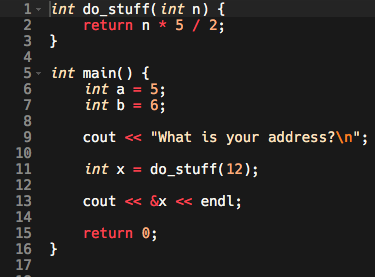 1 int do_stuff(int n) {
2 return n * 5 / 2;
3 }
4
5 int main() {
6 int a = 5;
7 int b = 6;
8
9 cout << "What is your address?\n";
10
11 int x = do_stuff(12);
12
13 cout << &x << endl;
14
15 return 0;
16 }
17